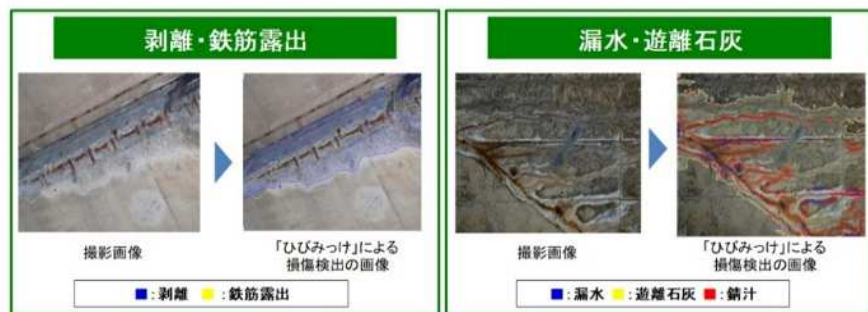 剥離・鉄筋露出
撮影画像
「ひびみっけ」による
損傷検出の画像
■:剥離 ■:鉄筋露出
漏水・遊離石灰
撮影画像
「ひびみっけ」による
損傷検出の画像
■:漏水 ■:遊離石灰 ■:錆汁